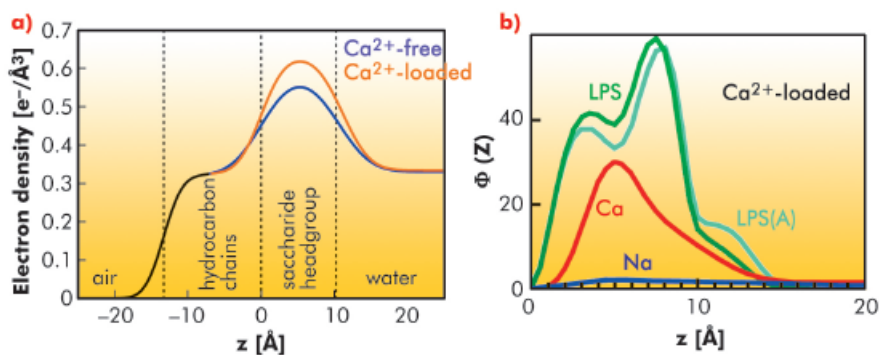 a)
Electron density [e⁻/Å³]
0.7
0.6
0.5
0.4
0.3
0.2
0.1
0
Ca²⁺-free
Ca²⁺-loaded
air
hydrocarbon
chains
saccharide
headgroup
water
−20
−10
0
10
20
z [Å]
b)
Φ (Z)
40
20
0
LPS
Ca²⁺-loaded
Ca
LPS(A)
Na
0
10
20
z [Å]